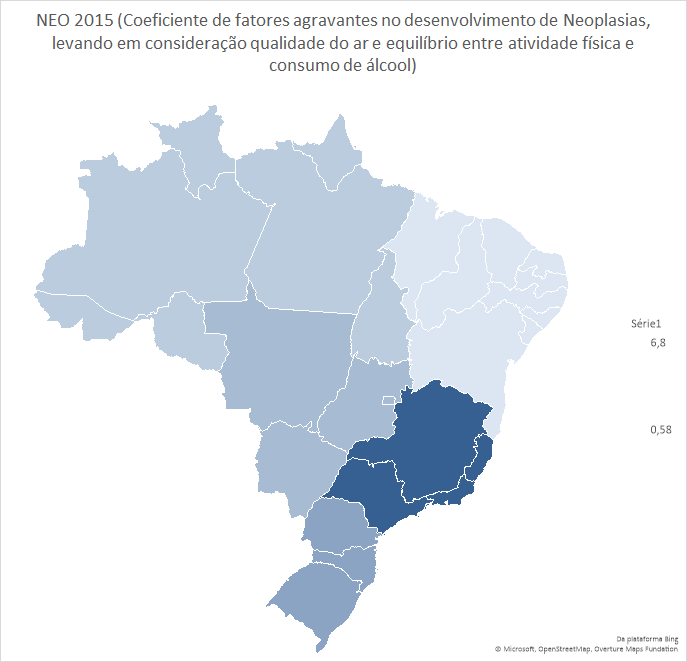 NEO 2015 (Coeficiente de fatores agravantes no desenvolvimento de Neoplasias,
levando em consideração qualidade do ar e equilíbrio entre atividade física e
consumo de álcool)
Série1
6,8
0,58
Da plataforma Bing
© Microsoft, OpenStreetMap, Overture Maps Fundation